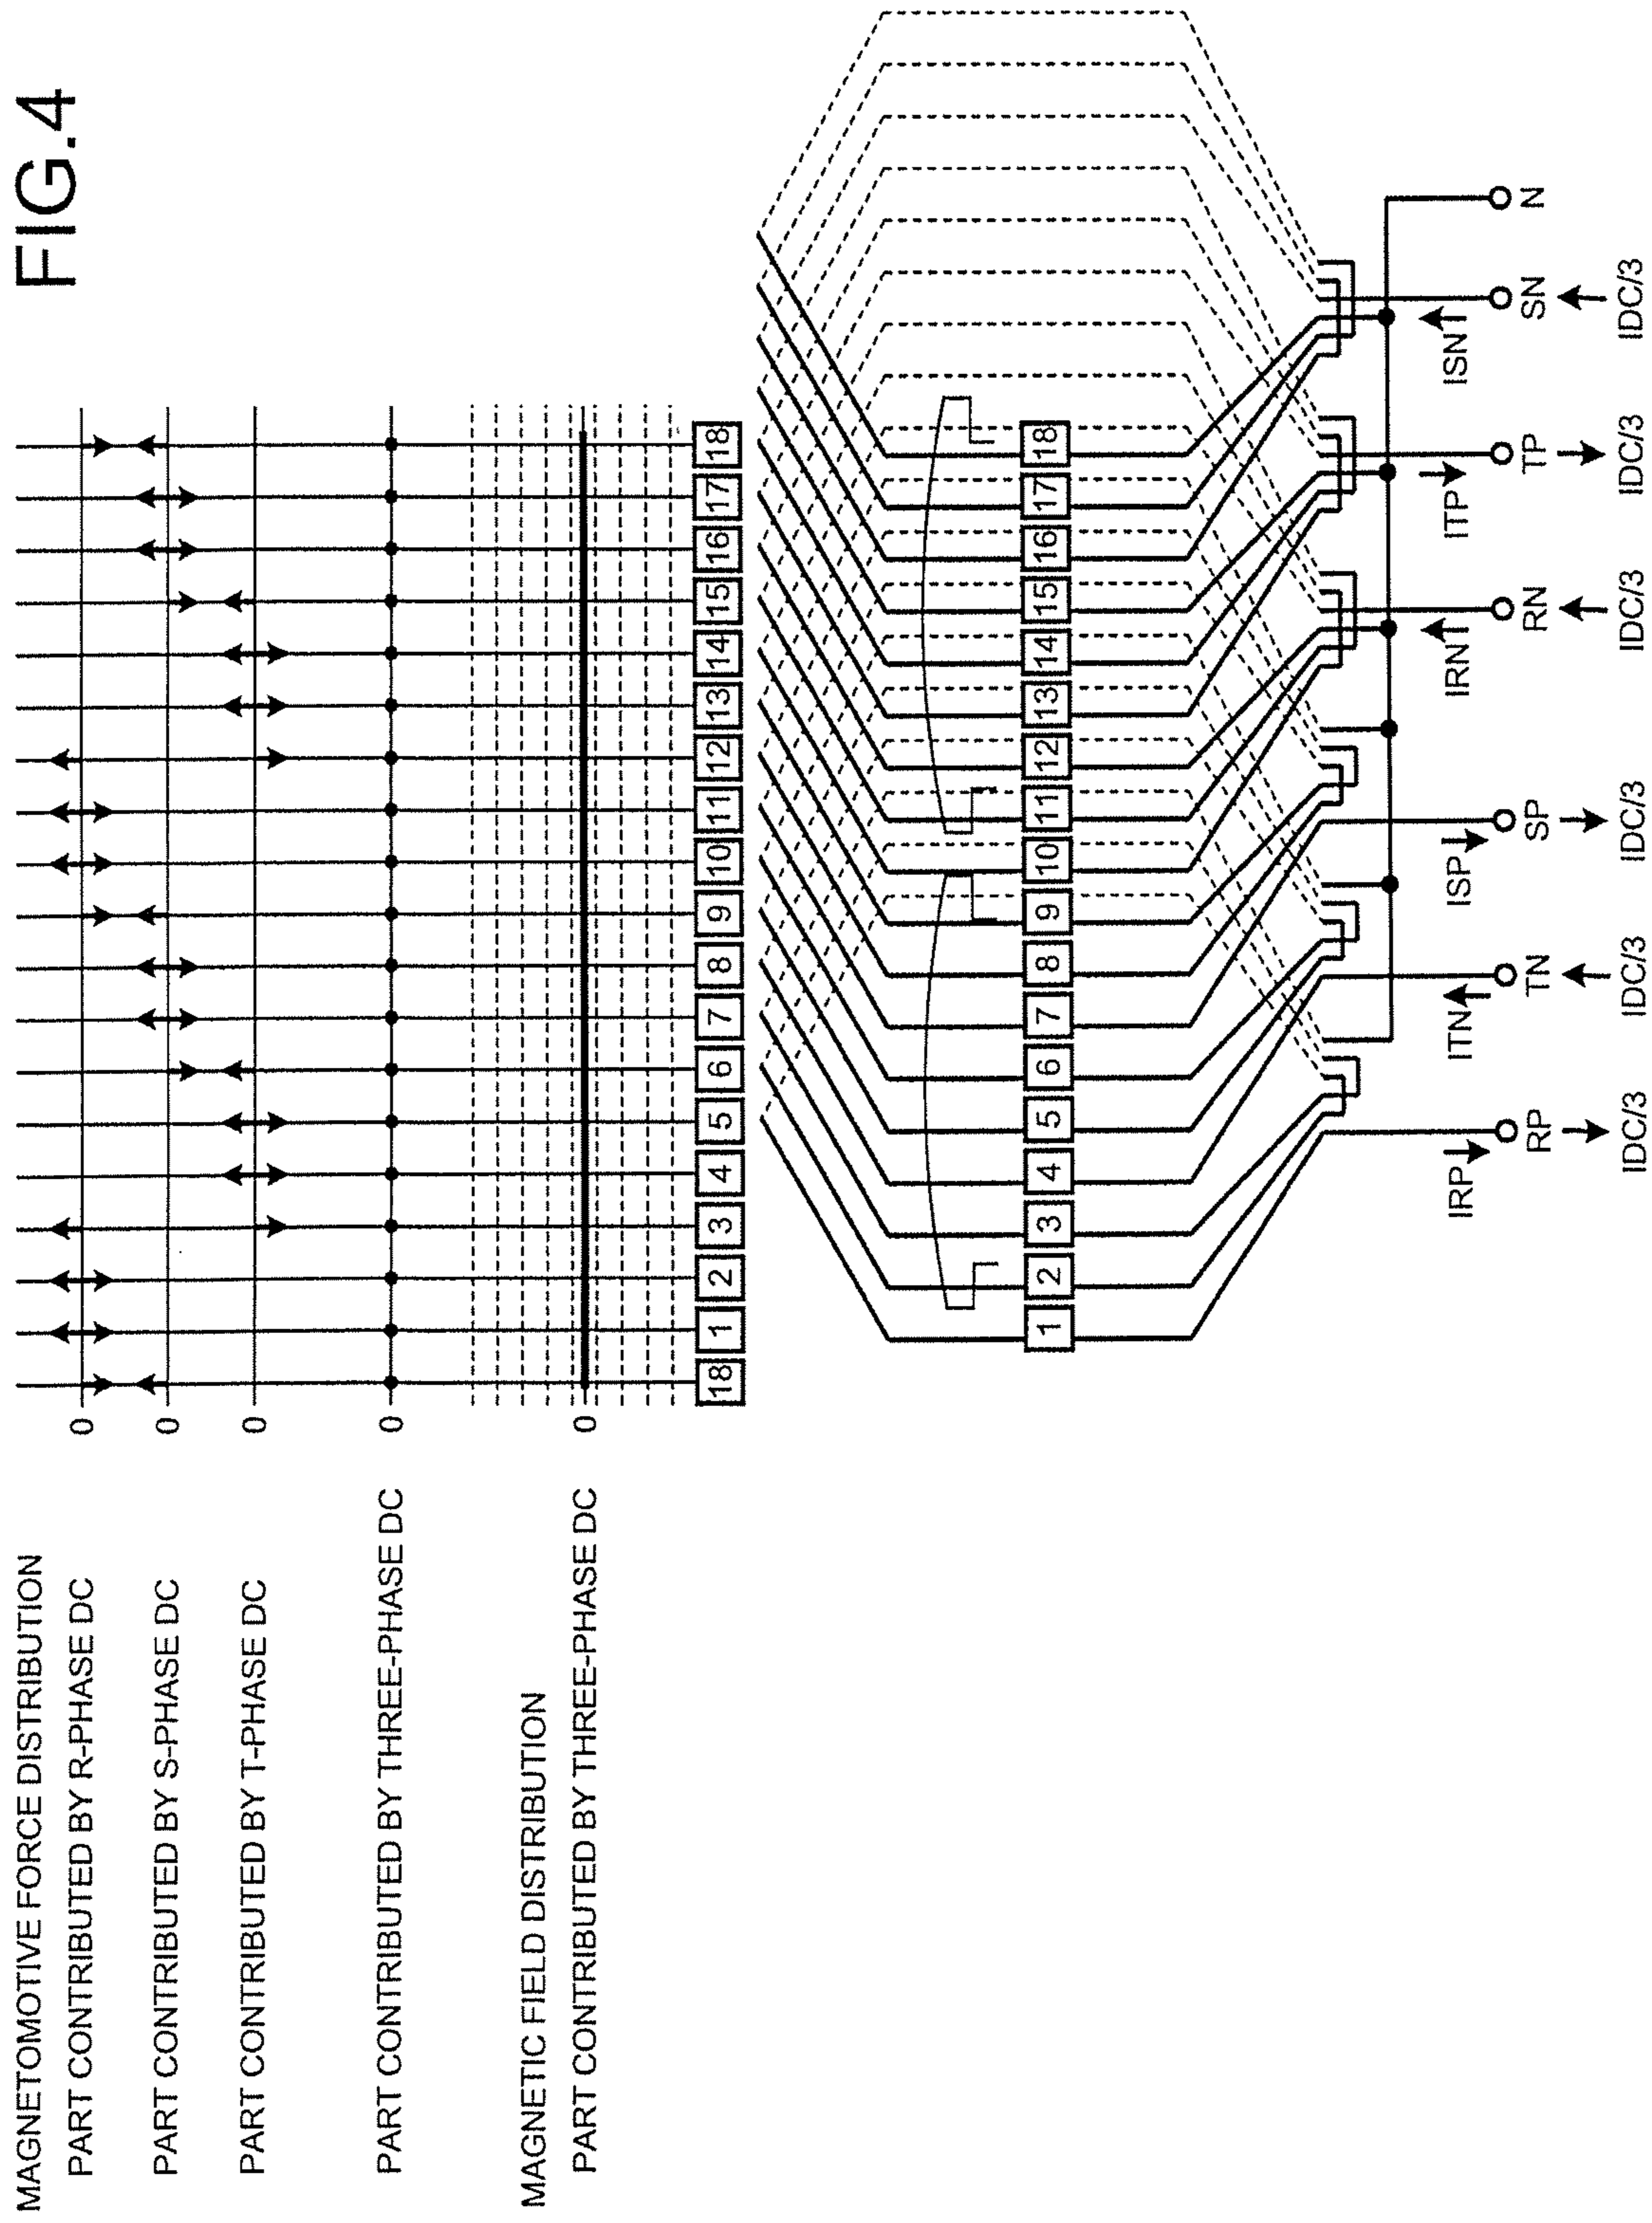 FIG.4
MAGNETOMOTIVE FORCE DISTRIBUTION
PART CONTRIBUTED BY R-PHASE DC
0
PART CONTRIBUTED BY S-PHASE DC
0
PART CONTRIBUTED BY T-PHASE DC
0
PART CONTRIBUTED BY THREE-PHASE DC
0
MAGNETIC FIELD DISTRIBUTION
PART CONTRIBUTED BY THREE-PHASE DC
0
18 1 2 3 4 5 6 7 8 9 10 11 12 13 14 15 16 17 18
1 2 3 4 5 6 7 8 9 10 11 12 13 14 15 16 17 18
IRP ITN ISP IRN ITP ISN
RP TN SP RN TP SN N
IDC/3 IDC/3 IDC/3 IDC/3 IDC/3 IDC/3